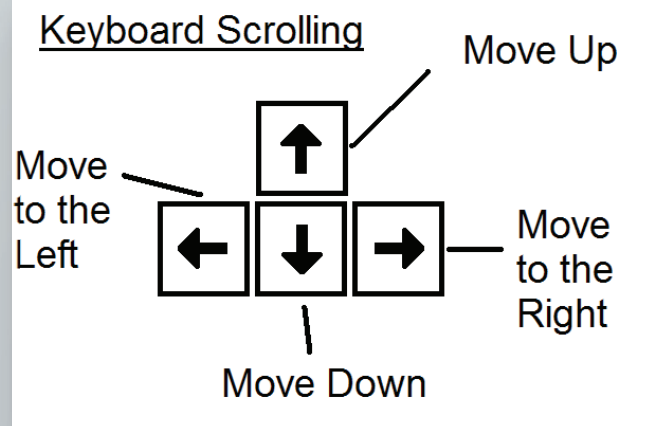 Keyboard Scrolling
Move Up
Move
to the
Left
Move
to the
Right
Move Down